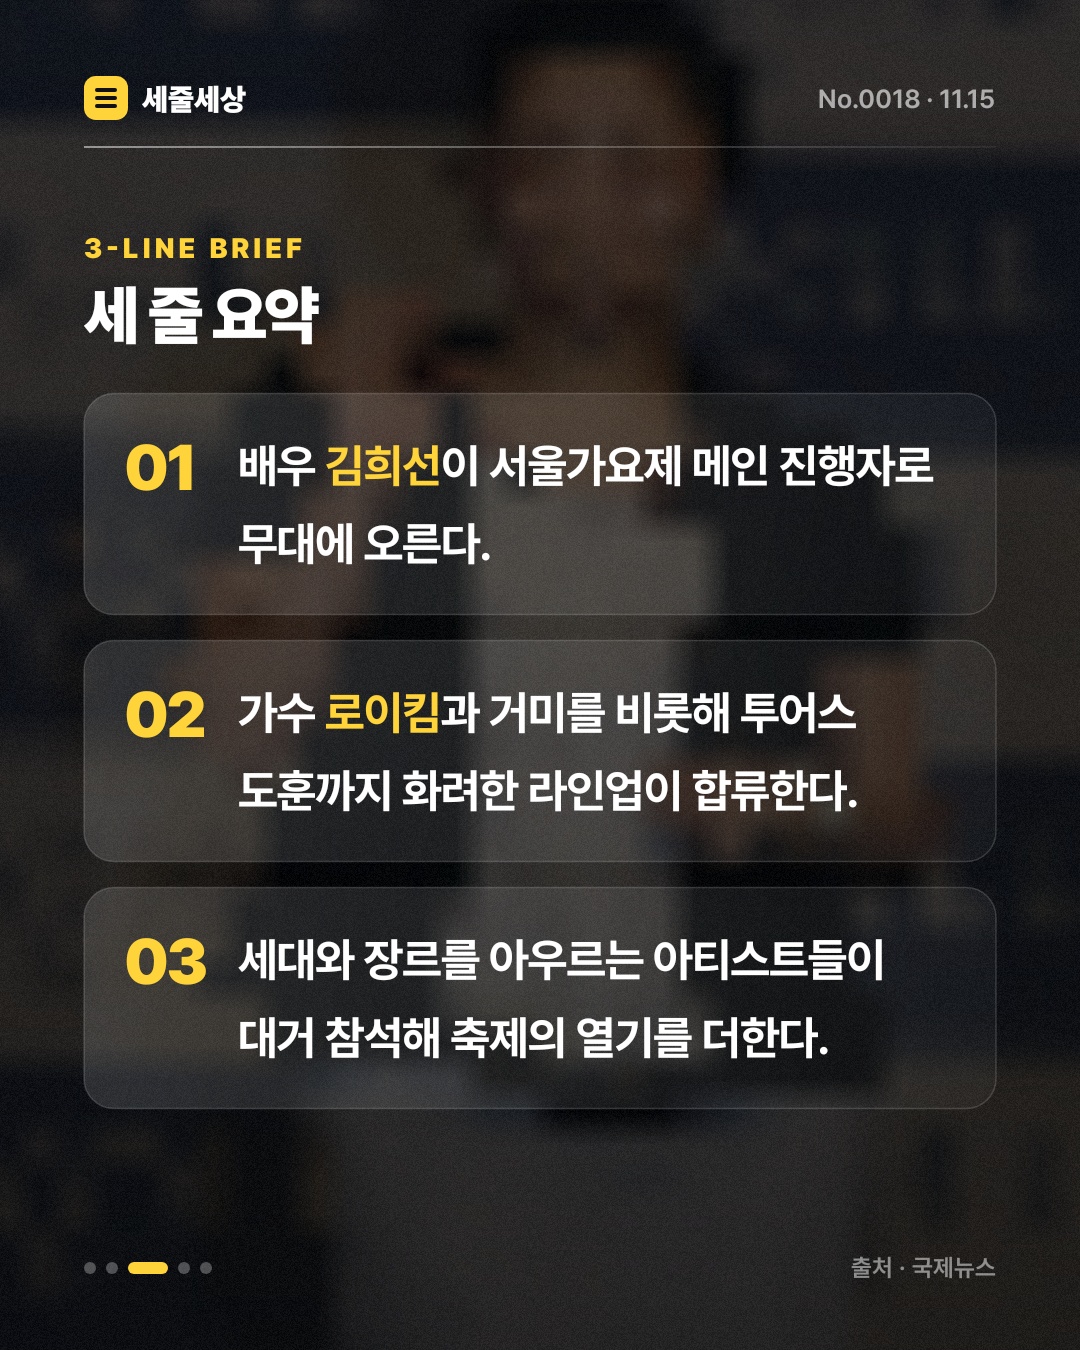 세줄세상
No.0018 · 11.15
3-LINE BRIEF
세 줄 요약
01
배우 김희선이 서울가요제 메인 진행자로
무대에 오른다.
02
가수 로이킴과 거미를 비롯해 투어스
도훈까지 화려한 라인업이 합류한다.
03
세대와 장르를 아우르는 아티스트들이
대거 참석해 축제의 열기를 더한다.
출처 · 국제뉴스